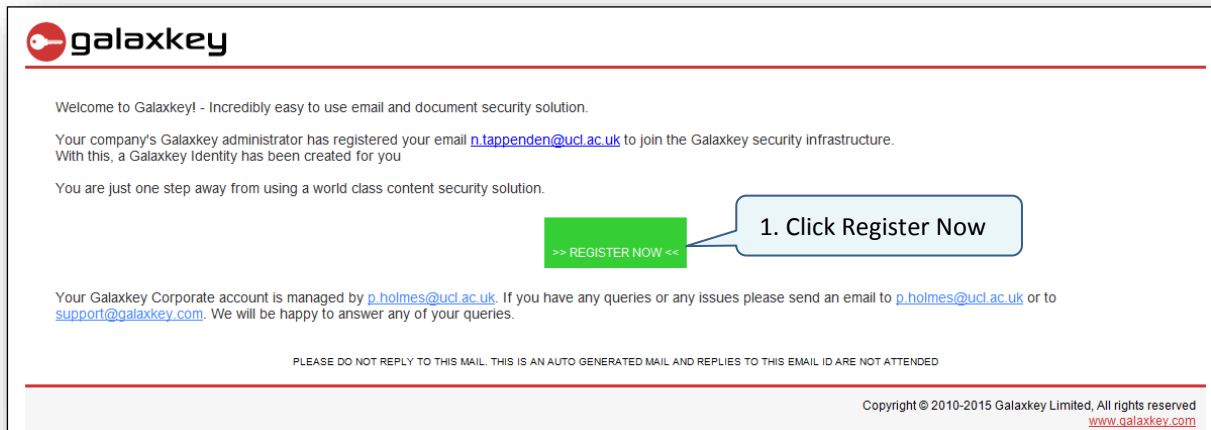 galaxkey
Welcome to Galaxkey! - Incredibly easy to use email and document security solution.
Your company's Galaxkey administrator has registered your email n.tappenden@ucl.ac.uk to join the Galaxkey security infrastructure.
With this, a Galaxkey Identity has been created for you
You are just one step away from using a world class content security solution.
1. Click Register Now
>> REGISTER NOW <<
Your Galaxkey Corporate account is managed by p.holmes@ucl.ac.uk. If you have any queries or any issues please send an email to p.holmes@ucl.ac.uk or to
support@galaxkey.com. We will be happy to answer any of your queries.
PLEASE DO NOT REPLY TO THIS MAIL. THIS IS AN AUTO GENERATED MAIL AND REPLIES TO THIS EMAIL ID ARE NOT ATTENDED
Copyright © 2010-2015 Galaxkey Limited, All rights reserved
www.galaxkey.com